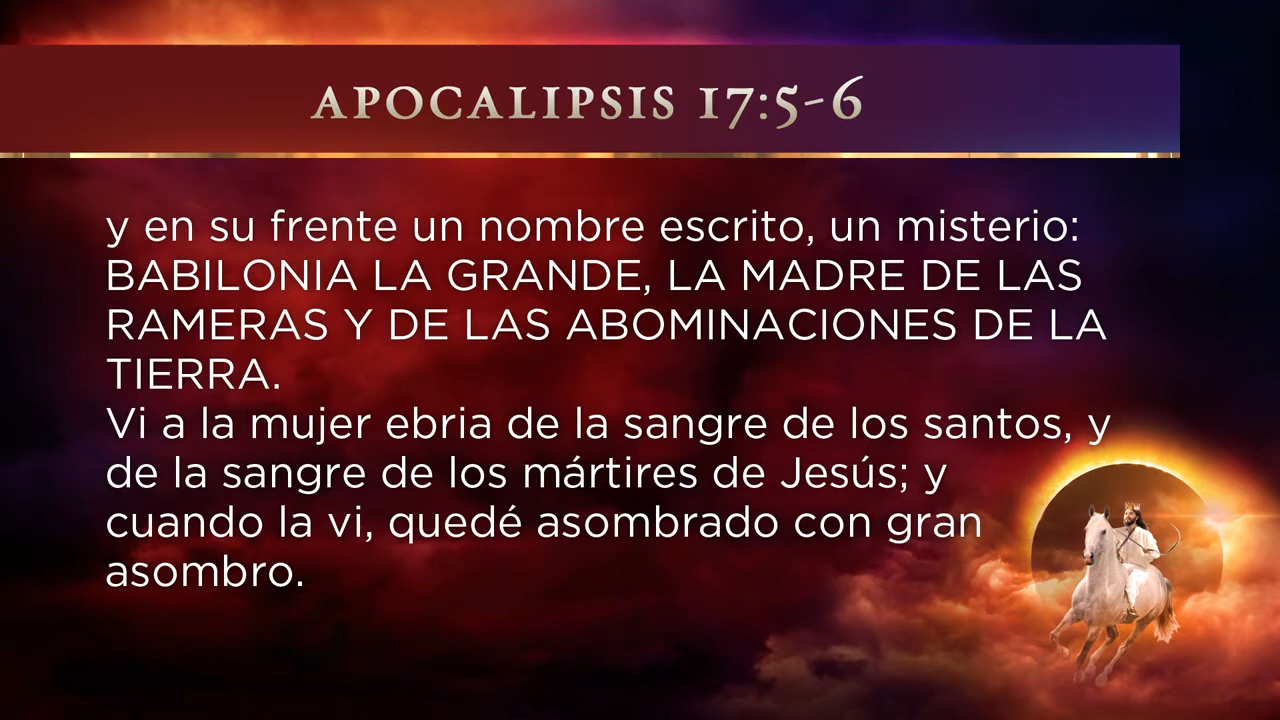 APOCALIPSIS 17:5-6
y en su frente un nombre escrito, un misterio:
BABILONIA LA GRANDE, LA MADRE DE LAS
RAMERAS Y DE LAS ABOMINACIONES DE LA
TIERRA.
Vi a la mujer ebria de la sangre de los santos, y
de la sangre de los mártires de Jesús; y
cuando la vi, quedé asombrado con gran
asombro.